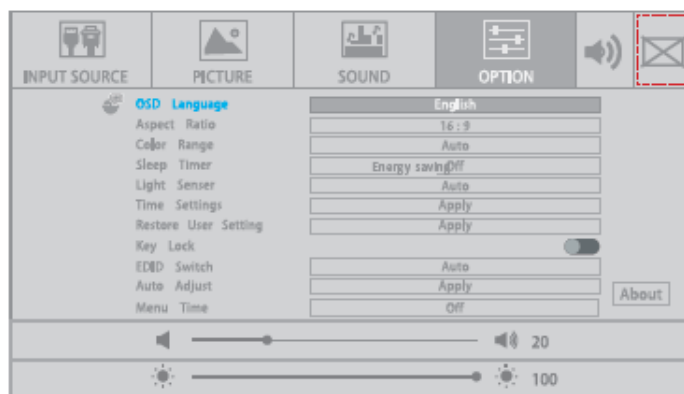 INPUT SOURCE PICTURE SOUND OPTION
OSD Language English
Aspect Ratio 16:9
Color Range Auto
Sleep Timer Energy saving Off
Light Senser Auto
Time Settings Apply
Restore User Setting Apply
Key Lock
EDID Switch Auto
Auto Adjust Apply
About
Menu Time Off
20
100